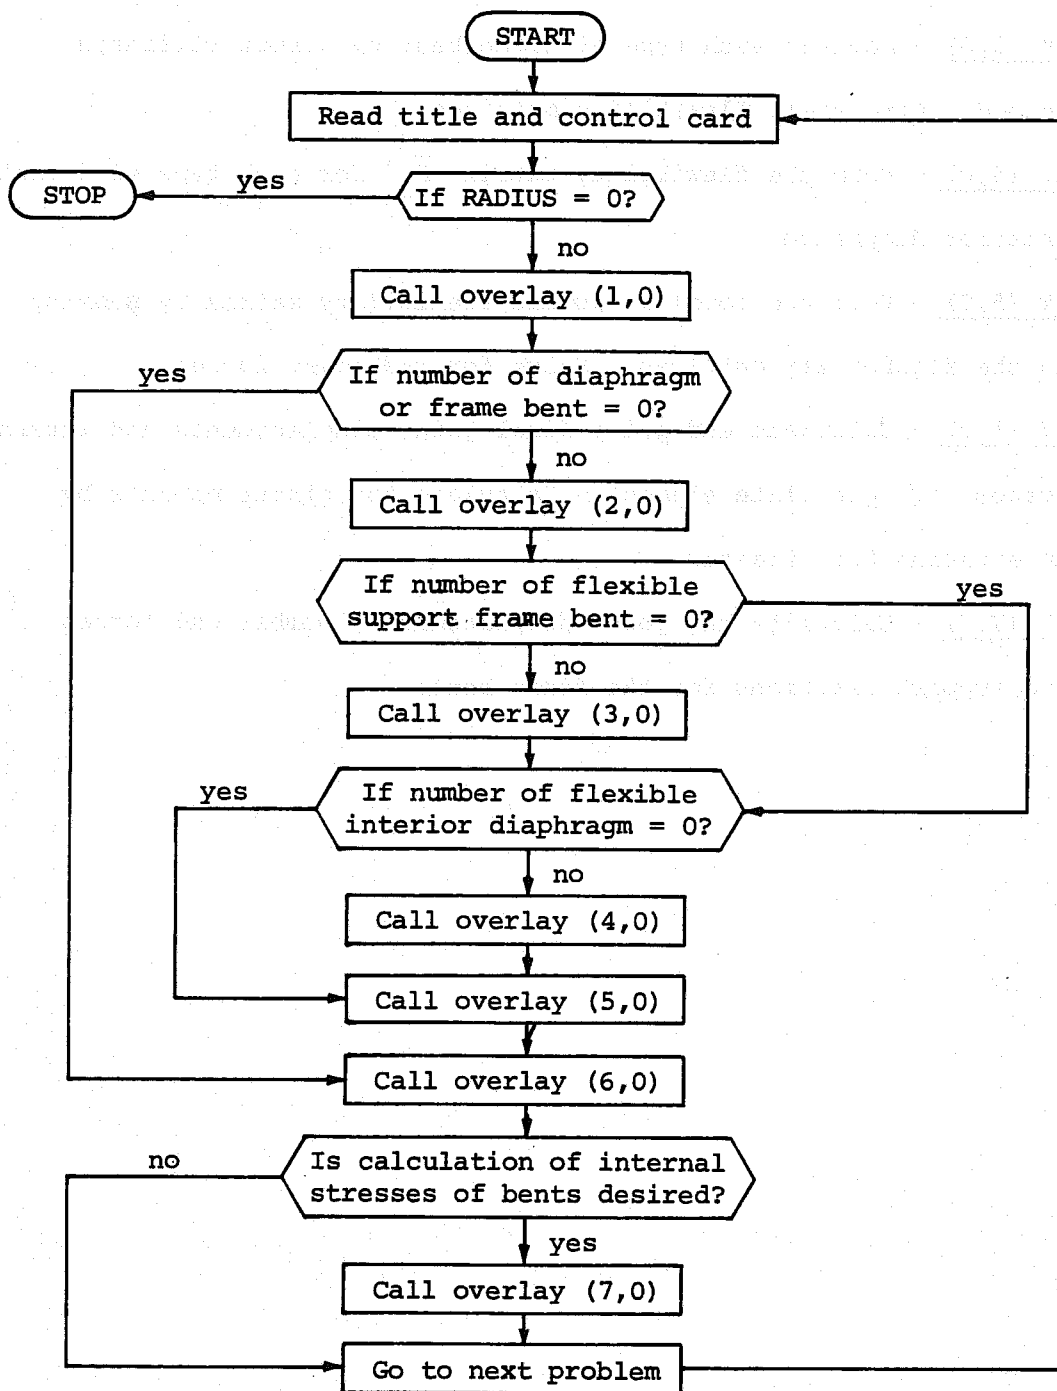 START
Read title and control card
yes
STOP
If RADIUS = 0?
no
Call overlay (1,0)
yes
If number of diaphragm
or frame bent = 0?
no
Call overlay (2,0)
If number of flexible
support frame bent = 0?
yes
no
Call overlay (3,0)
yes
If number of flexible
interior diaphragm = 0?
no
Call overlay (4,0)
Call overlay (5,0)
Call overlay (6,0)
no
Is calculation of internal
stresses of bents desired?
yes
Call overlay (7,0)
Go to next problem